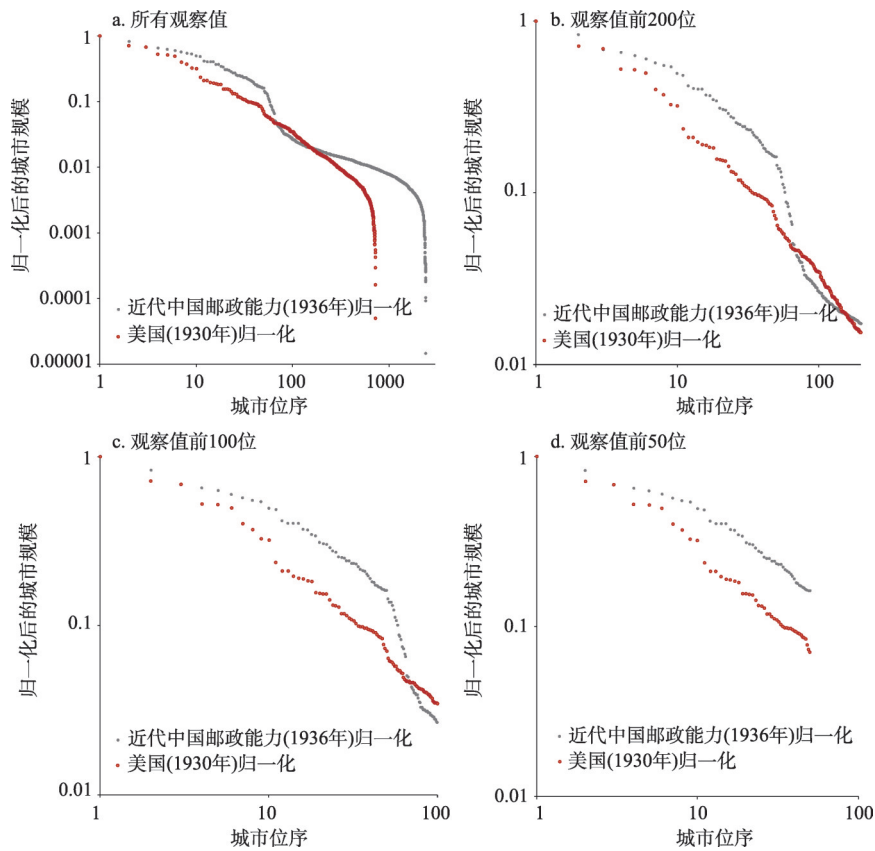 a. 所有观察值
1
0.1
0.01
0.001
0.0001
0.00001
归一化后的城市规模
近代中国邮政能力(1936年)归一化
美国(1930年)归一化
1
10
100
1000
城市位序
b. 观察值前200位
1
0.1
0.01
归一化后的城市规模
近代中国邮政能力(1936年)归一化
美国(1930年)归一化
1
10
100
城市位序
c. 观察值前100位
1
0.1
0.01
归一化后的城市规模
近代中国邮政能力(1936年)归一化
美国(1930年)归一化
1
10
100
城市位序
d. 观察值前50位
1
0.1
0.01
归一化后的城市规模
近代中国邮政能力(1936年)归一化
美国(1930年)归一化
1
10
100
城市位序